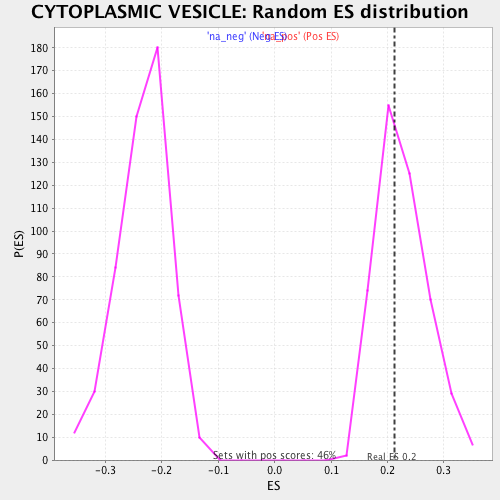 CYTOPLASMIC VESICLE: Random ES distribution
'na_neg' (Neg ES)
'na_pos' (Pos ES)
180
170
160
150
140
130
120
110
100
90
80
70
60
50
40
30
20
10
0
P(ES)
Sets with pos scores: 46%
Real ES 0.2
-0.3 -0.2 -0.1 0.0 0.1 0.2 0.3
ES